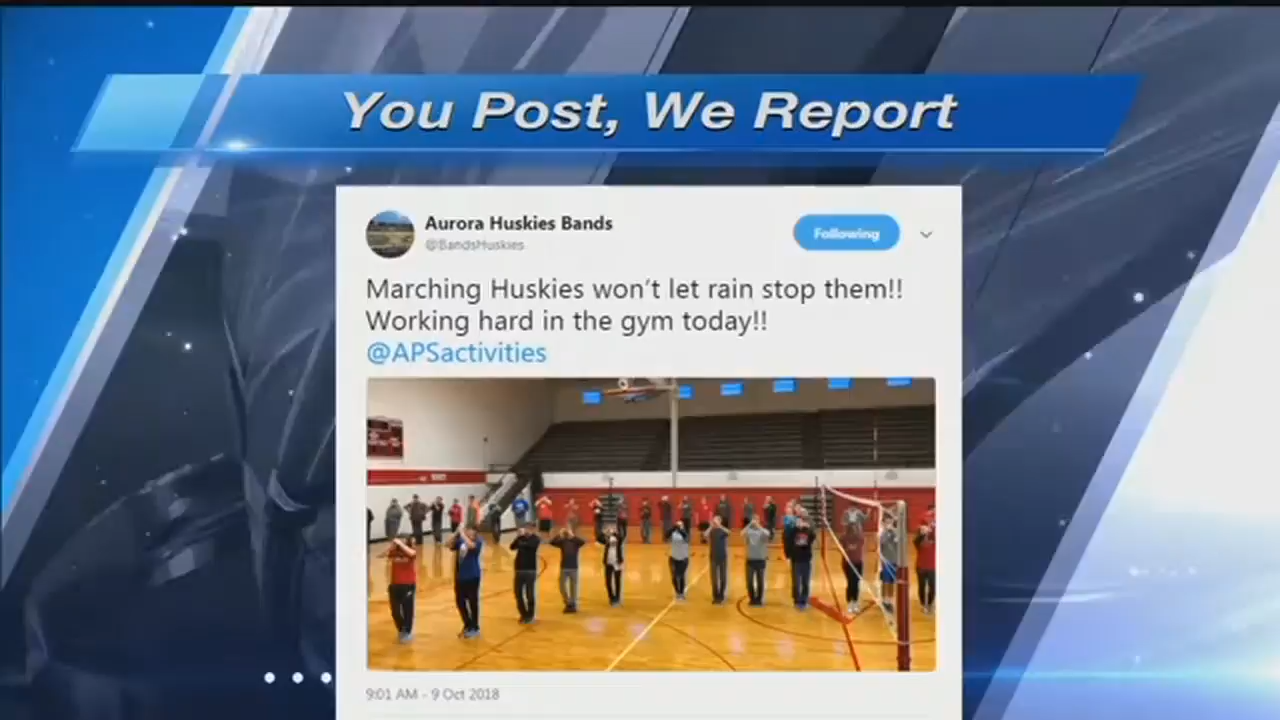 You Post, We Report
Aurora Huskies Bands
@BandsHuskies
Following
Marching Huskies won't let rain stop them!!
Working hard in the gym today!!
@APSactivities
9:01 AM - 9 Oct 2018